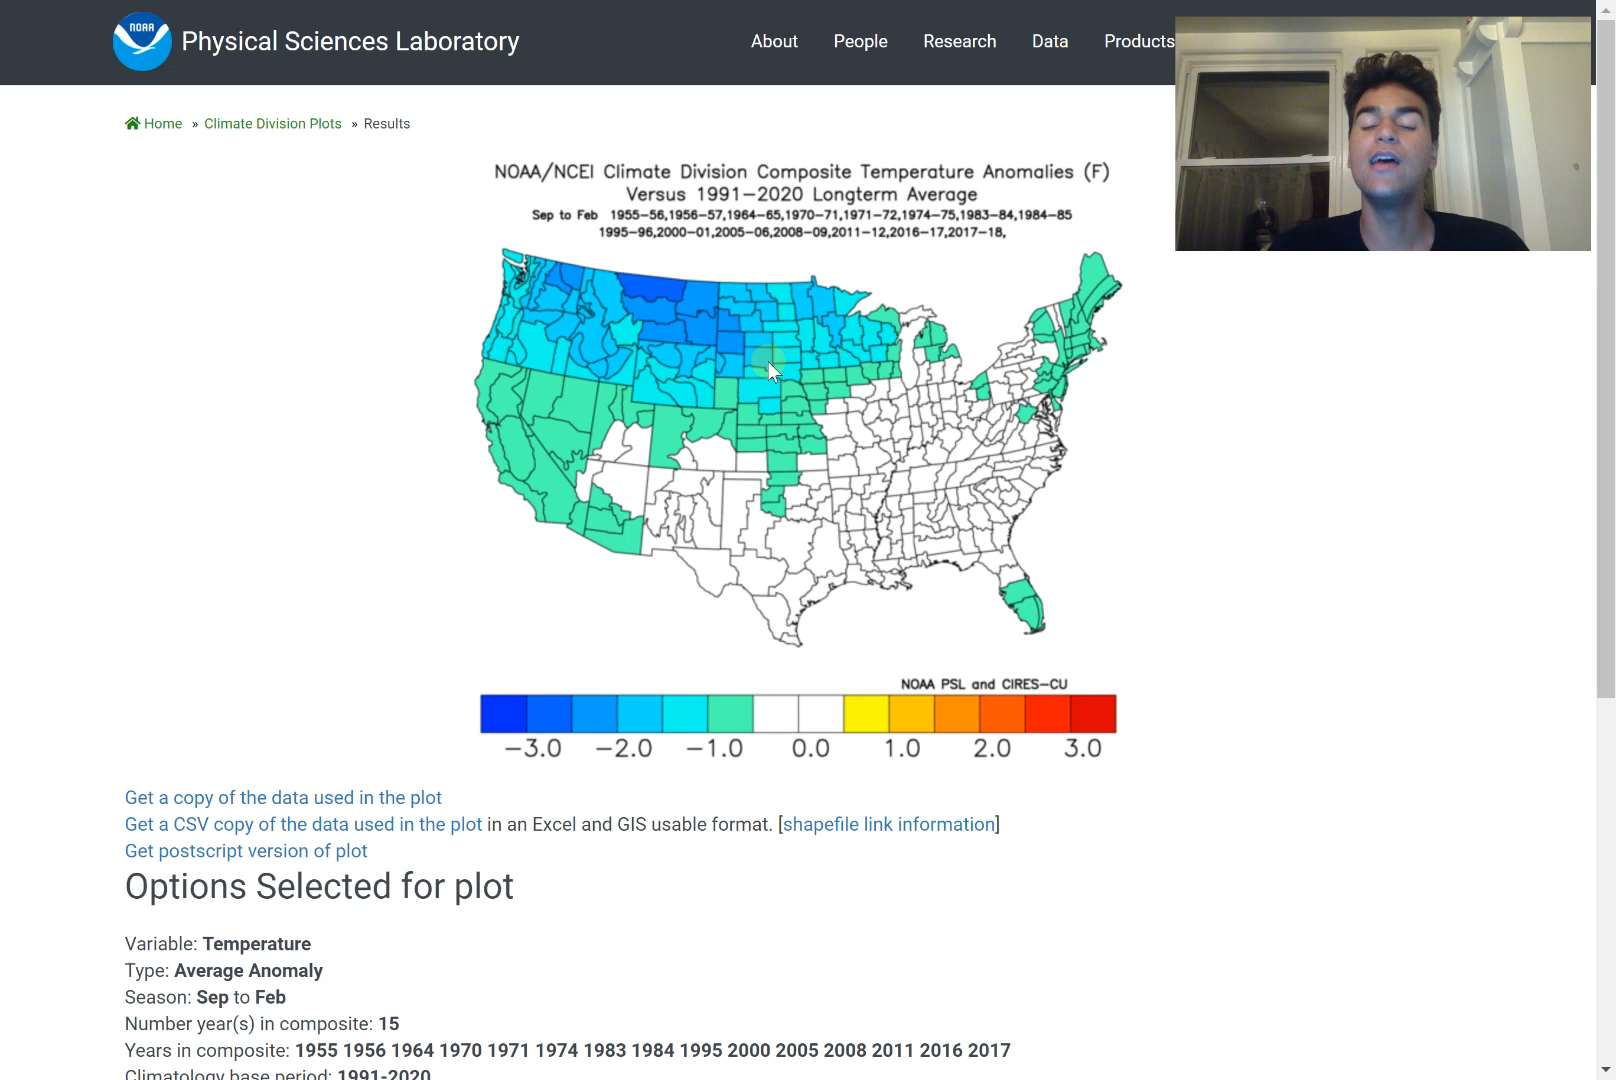 NOAA
Physical Sciences Laboratory
About People Research Data Products
Home » Climate Division Plots » Results
NOAA/NCEI Climate Division Composite Temperature Anomalies (F)
Versus 1991-2020 Longterm Average
Sep to Feb 1955-56,1956-57,1964-65,1970-71,1971-72,1974-75,1983-84,1984-85
1995-96,2000-01,2005-06,2008-09,2011-12,2016-17,2017-18,
NOAA PSL and CIRES-CU
-3.0 -2.0 -1.0 0.0 1.0 2.0 3.0
Get a copy of the data used in the plot
Get a CSV copy of the data used in the plot in an Excel and GIS usable format. [shapefile link information]
Get postscript version of plot
Options Selected for plot
Variable: Temperature
Type: Average Anomaly
Season: Sep to Feb
Number year(s) in composite: 15
Years in composite: 1955 1956 1964 1970 1971 1974 1983 1984 1995 2000 2005 2008 2011 2016 2017
Climatology base period: 1991-2020